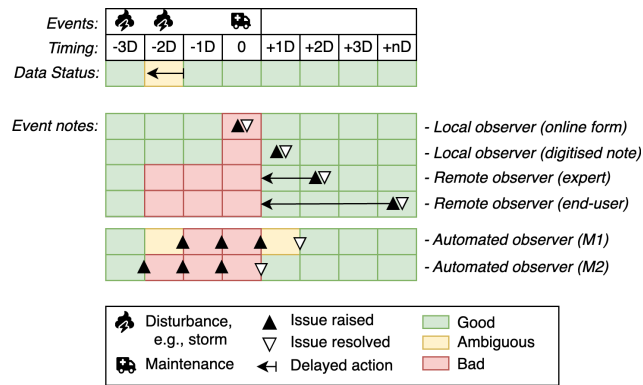 Events:
Timing: -3D -2D -1D 0 +1D +2D +3D +nD
Data Status:
Event notes: - Local observer (online form)
- Local observer (digitised note)
- Remote observer (expert)
- Remote observer (end-user)
- Automated observer (M1)
- Automated observer (M2)
Disturbance, Issue raised Good
e.g., storm Issue resolved Ambiguous
Maintenance Delayed action Bad